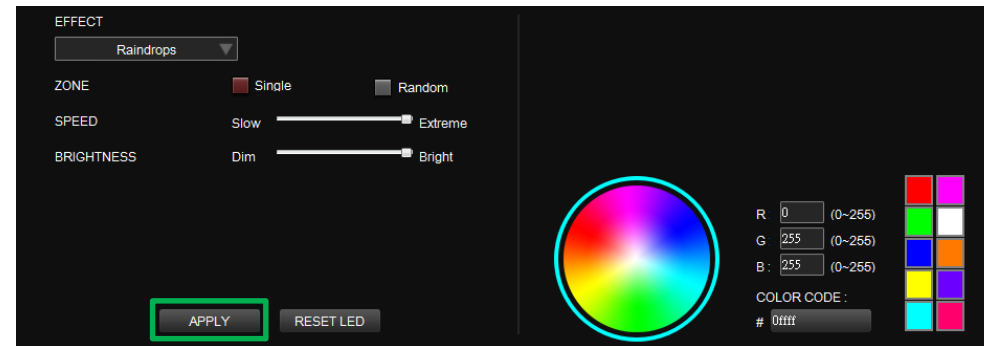 EFFECT
Raindrops
ZONE Single Random
SPEED Slow Extreme
BRIGHTNESS Dim Bright
R 0 (0~255)
G 255 (0~255)
B: 255 (0~255)
COLOR CODE :
# 0ffff
APPLY RESET LED